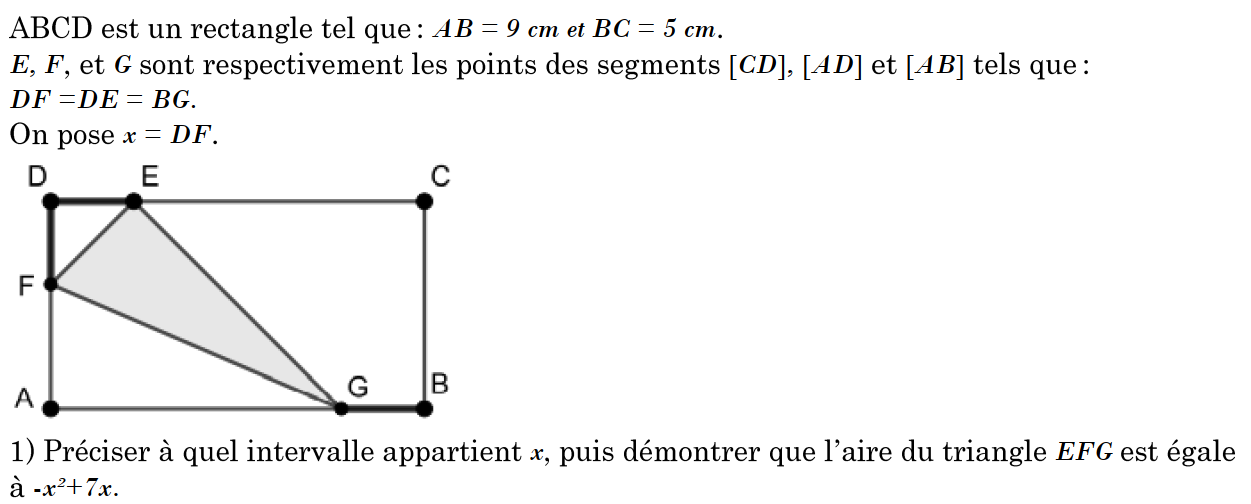 ABCD est un rectangle tel que : AB = 9 cm et BC = 5 cm.
E, F, et G sont respectivement les points des segments [CD], [AD] et [AB] tels que :
DF =DE = BG.
On pose x = DF.
D E C
F
A G B
1) Préciser à quel intervalle appartient x, puis démontrer que l’aire du triangle EFG est égale
à -x²+7x.